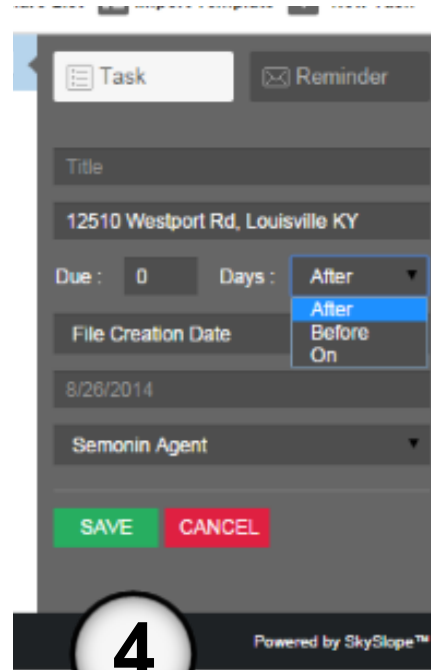 Task Reminder
Title
12510 Westport Rd, Louisville KY
Due : 0 Days : After
After
File Creation Date Before
On
8/26/2014
Semonin Agent
SAVE CANCEL
4 Powered by SkySlope™